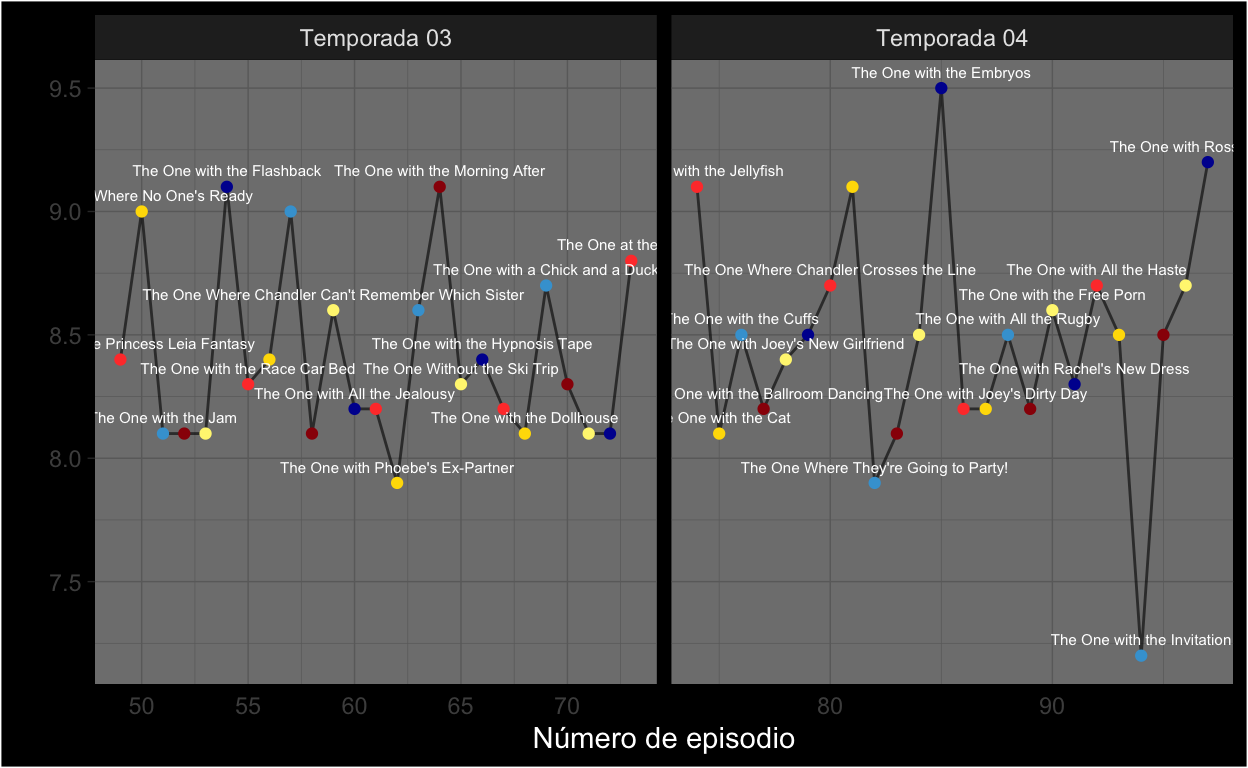 Temporada 03
Temporada 04
9.5
9.0
8.5
8.0
7.5
The One with the Flashback
The One with the Morning After
Where No One's Ready
The One at the
The One with a Chick and a Duck
The One Where Chandler Can't Remember Which Sister
e Princess Leia Fantasy
The One with the Hypnosis Tape
The One with the Race Car Bed
The One Without the Ski Trip
The One with All the Jealousy
The One with the Jam
The One with the Dollhouse
The One with Phoebe's Ex-Partner
The One with the Embryos
The One with Ross
with the Jellyfish
The One Where Chandler Crosses the Line
The One with All the Haste
The One with the Free Porn
The One with the Cuffs
The One with All the Rugby
The One with Joey's New Girlfriend
The One with Rachel's New Dress
One with the Ballroom Dancing
The One with Joey's Dirty Day
One with the Cat
The One Where They're Going to Party!
The One with the Invitation
50
55
60
65
70
80
90
Número de episodio